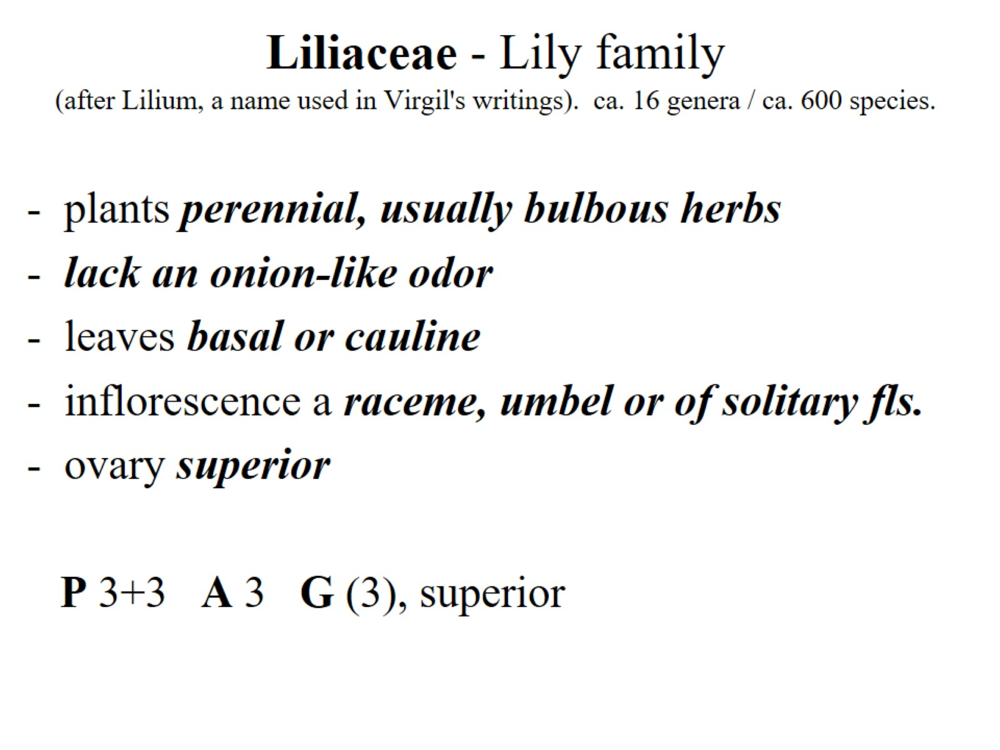 Liliaceae - Lily family
(after Lilium, a name used in Virgil's writings).  ca. 16 genera / ca. 600 species.
- plants perennial, usually bulbous herbs
- lack an onion-like odor
- leaves basal or cauline
- inflorescence a raceme, umbel or of solitary fls.
- ovary superior
P 3+3   A 3   G (3), superior